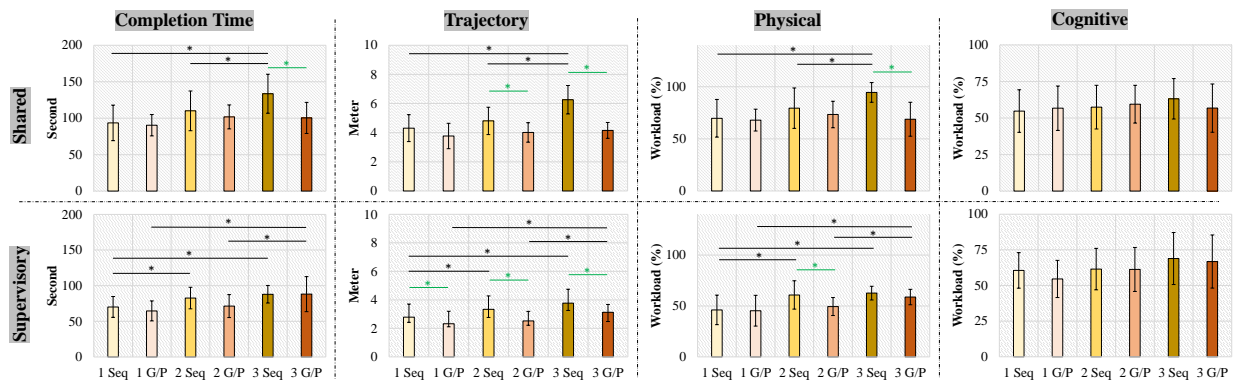 Completion Time Trajectory Physical Cognitive
Shared
Second
200
150
100
50
0
* * *
Meter
10
8
6
4
2
0
* * * *
Workload (%)
100
50
0
* * *
Workload (%)
100
75
50
25
0
Supervisory
Second
200
150
100
50
0
* * * *
1 Seq 1 G/P 2 Seq 2 G/P 3 Seq 3 G/P
Meter
10
8
6
4
2
0
* * * * * * *
1 Seq 1 G/P 2 Seq 2 G/P 3 Seq 3 G/P
Workload (%)
100
50
0
* * * * *
1 Seq 1 G/P 2 Seq 2 G/P 3 Seq 3 G/P
Workload (%)
100
75
50
25
0
1 Seq 1 G/P 2 Seq 2 G/P 3 Seq 3 G/P